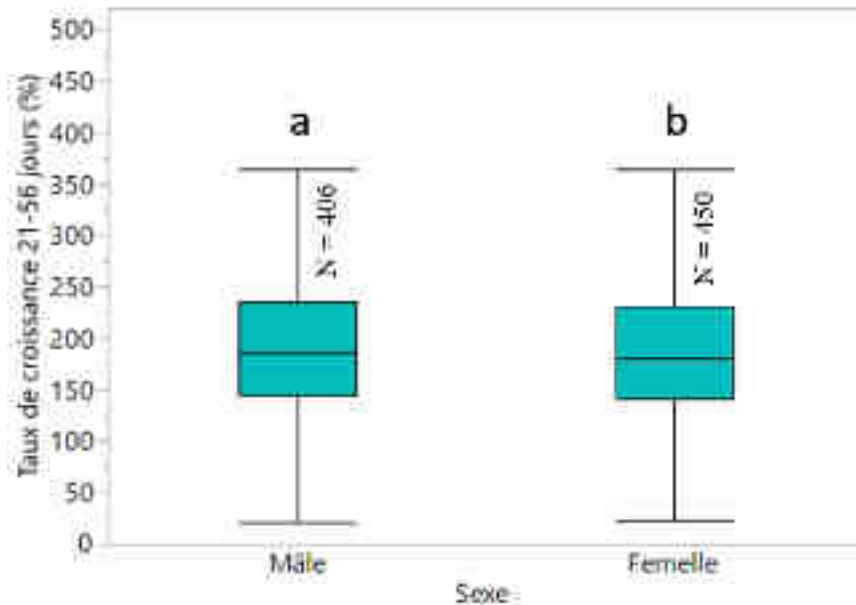 Taux de croissance 21-56 jours (%)
500
450
400
350
300
250
200
150
100
50
0
a
b
N = 406
N = 450
Mâle
Femelle
Sexe